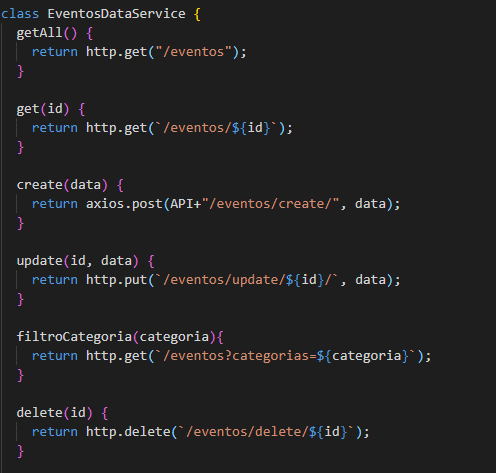 class EventosDataService {
  getAll() {
    return http.get("/eventos");
  }

  get(id) {
    return http.get(`/eventos/${id}`);
  }

  create(data) {
    return axios.post(API+"/eventos/create/", data);
  }

  update(id, data) {
    return http.put(`/eventos/update/${id}/`, data);
  }

  filtroCategoria(categoria){
    return http.get(`/eventos?categorias=${categoria}`);
  }

  delete(id) {
    return http.delete(`/eventos/delete/${id}`);
  }